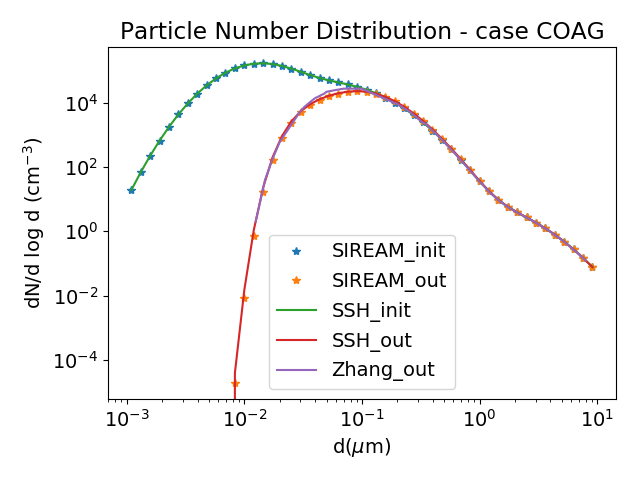 Particle Number Distribution - case COAG
dN/d log d (cm⁻³)
10⁴
10²
10⁰
10⁻²
10⁻⁴
SIREAM_init
SIREAM_out
SSH_init
SSH_out
Zhang_out
10⁻³ 10⁻² 10⁻¹ 10⁰ 10¹
d(μm)